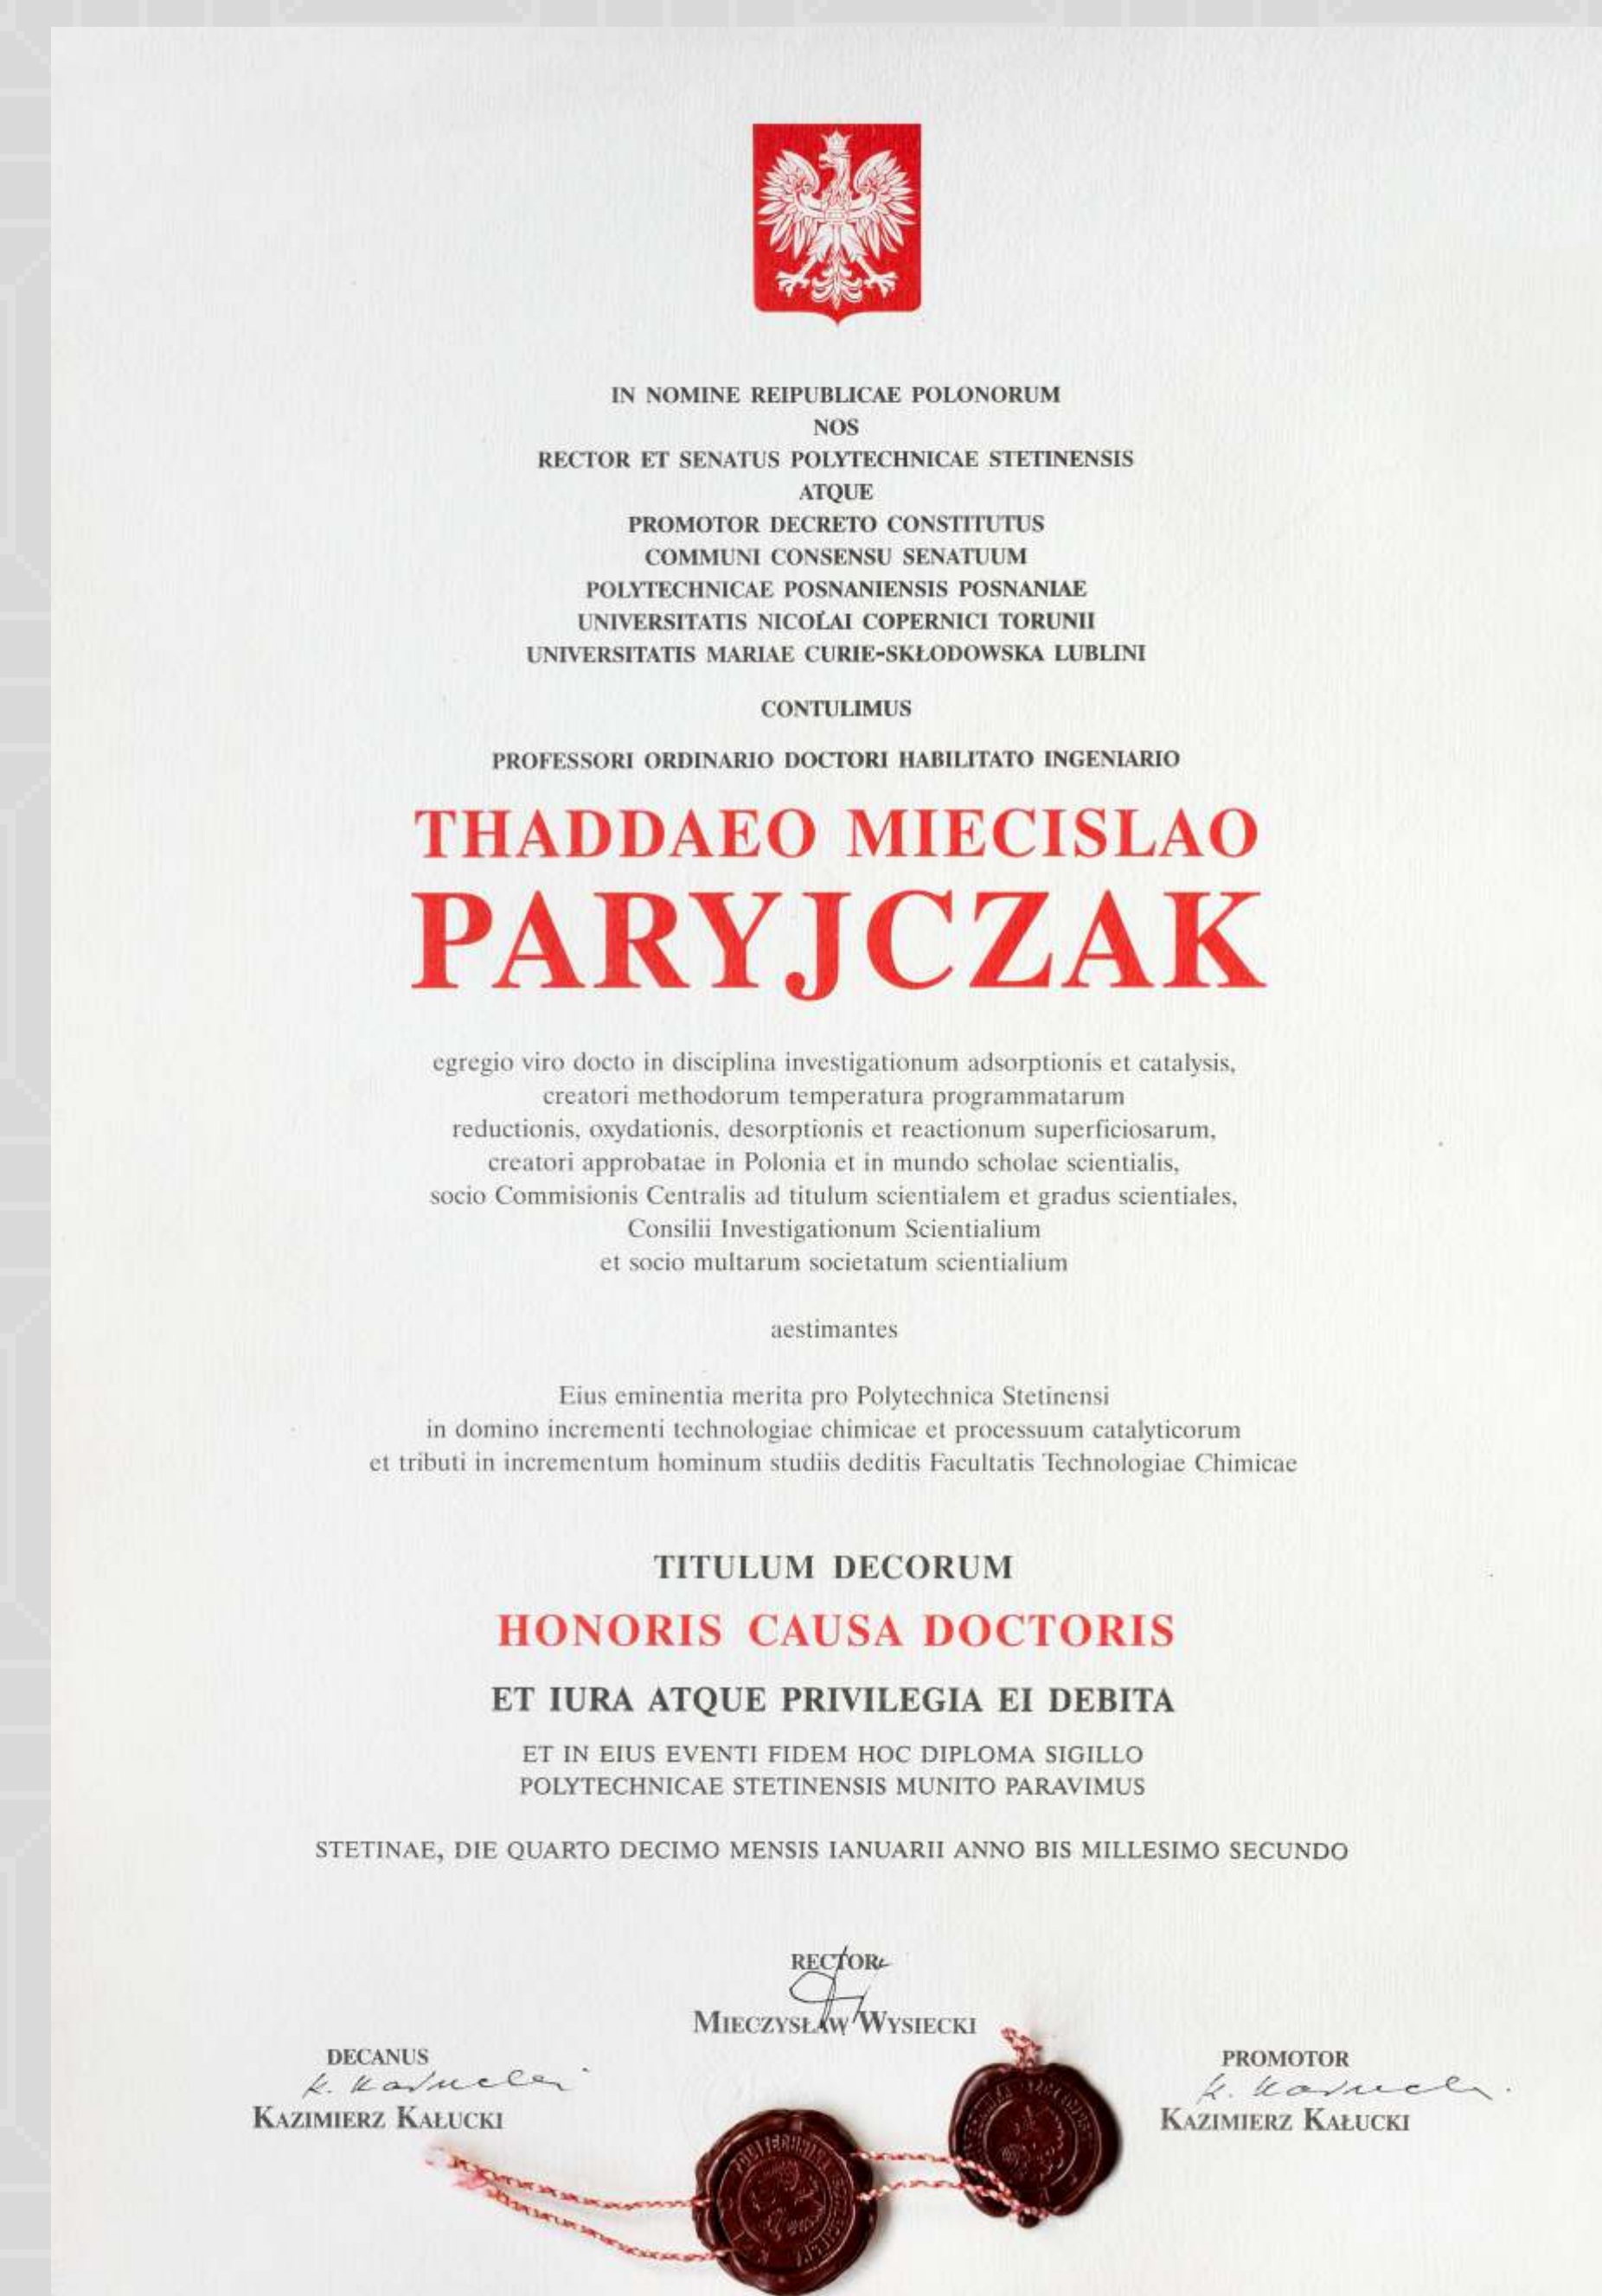 IN NOMINE REIPUBLICAE POLONORUM
NOS
RECTOR ET SENATUS POLYTECHNICAE STETINENSIS
ATQUE
PROMOTOR DECRETO CONSTITUTUS
COMMUNI CONSENSU SENATUUM
POLYTECHNICAE POSNANIENSIS POSNANIAE
UNIVERSITATIS NICOLAI COPERNICI TORUNII
UNIVERSITATIS MARIAE CURIE-SKŁODOWSKA LUBLINI
CONTULIMUS
PROFESSORI ORDINARIO DOCTORI HABILITATO INGENIARIO
THADDAEO MIECISLAO
PARYJCZAK
egregio viro docto in disciplina investigationum adsorptionis et catalysis,
creatori methodorum temperatura programmatarum
reductionis, oxydationis, desorptionis et reactionum superficiosarum,
creatori approbatae in Polonia et in mundo scholae scientialis,
socio Commisionis Centralis ad titulum scientialem et gradus scientiales,
Consilii Investigationum Scientialium
et socio multarum societatum scientialium
aestimantes
Eius eminentia merita pro Polytechnica Stetinensi
in domino incrementi technologiae chimicae et processuum catalyticorum
et tributi in incrementum hominum studiis deditis Facultatis Technologiae Chimicae
TITULUM DECORUM
HONORIS CAUSA DOCTORIS
ET IURA ATQUE PRIVILEGIA EI DEBITA
ET IN EIUS EVENTI FIDEM HOC DIPLOMA SIGILLO
POLYTECHNICAE STETINENSIS MUNITO PARAVIMUS
STETINAE, DIE QUARTO DECIMO MENSIS IANUARII ANNO BIS MILLESIMO SECUNDO
RECTOR
MIECZYSŁAW WYSIECKI
DECANUS
K. Kałucki
KAZIMIERZ KAŁUCKI
PROMOTOR
K. Kałucki
KAZIMIERZ KAŁUCKI